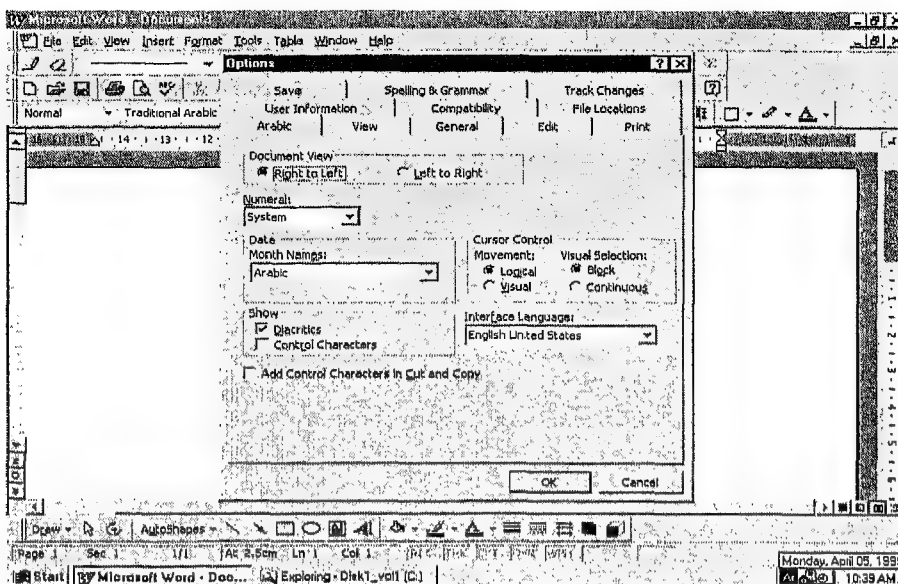 Microsoft Word - Document1
File Edit View Insert Format Tools Table Window Help
Options
Save Spelling & Grammar Track Changes
User Information Compatibility File Locations
Normal Traditional Arabic
Arabic View General Edit Print
14 13 12
Document View
Right to Left Left to Right
Numeral:
System
Date
Month Names:
Arabic
Cursor Control
Movement: Visual Selection:
Logical Block
Visual Continuous
Show
Diacritics
Control Characters
Interface Language:
English United States
Add Control Characters in Cut and Copy
OK Cancel
Draw AutoShapes
Page 1 Sec 1 1/1 At 2.5cm Ln 1 Col 1
Monday, April 05, 199
Start Microsoft Word - Doc... Exploring - Disk1_vol1 (C:) 10:39 AM